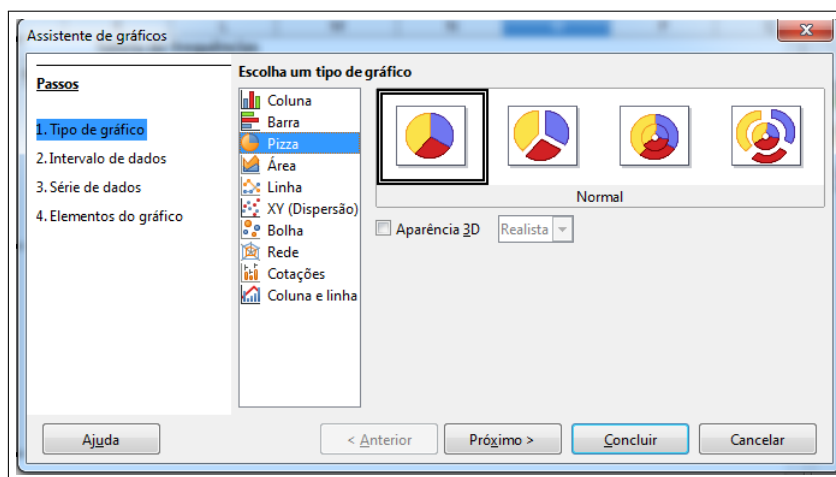 Assistente de gráficos
Passos
1. Tipo de gráfico
2. Intervalo de dados
3. Série de dados
4. Elementos do gráfico
Escolha um tipo de gráfico
Coluna
Barra
Pizza
Área
Linha
XY (Dispersão)
Bolha
Rede
Cotações
Coluna e linha
Normal
Aparência 3D
Realista
Ajuda
< Anterior
Próximo >
Concluir
Cancelar